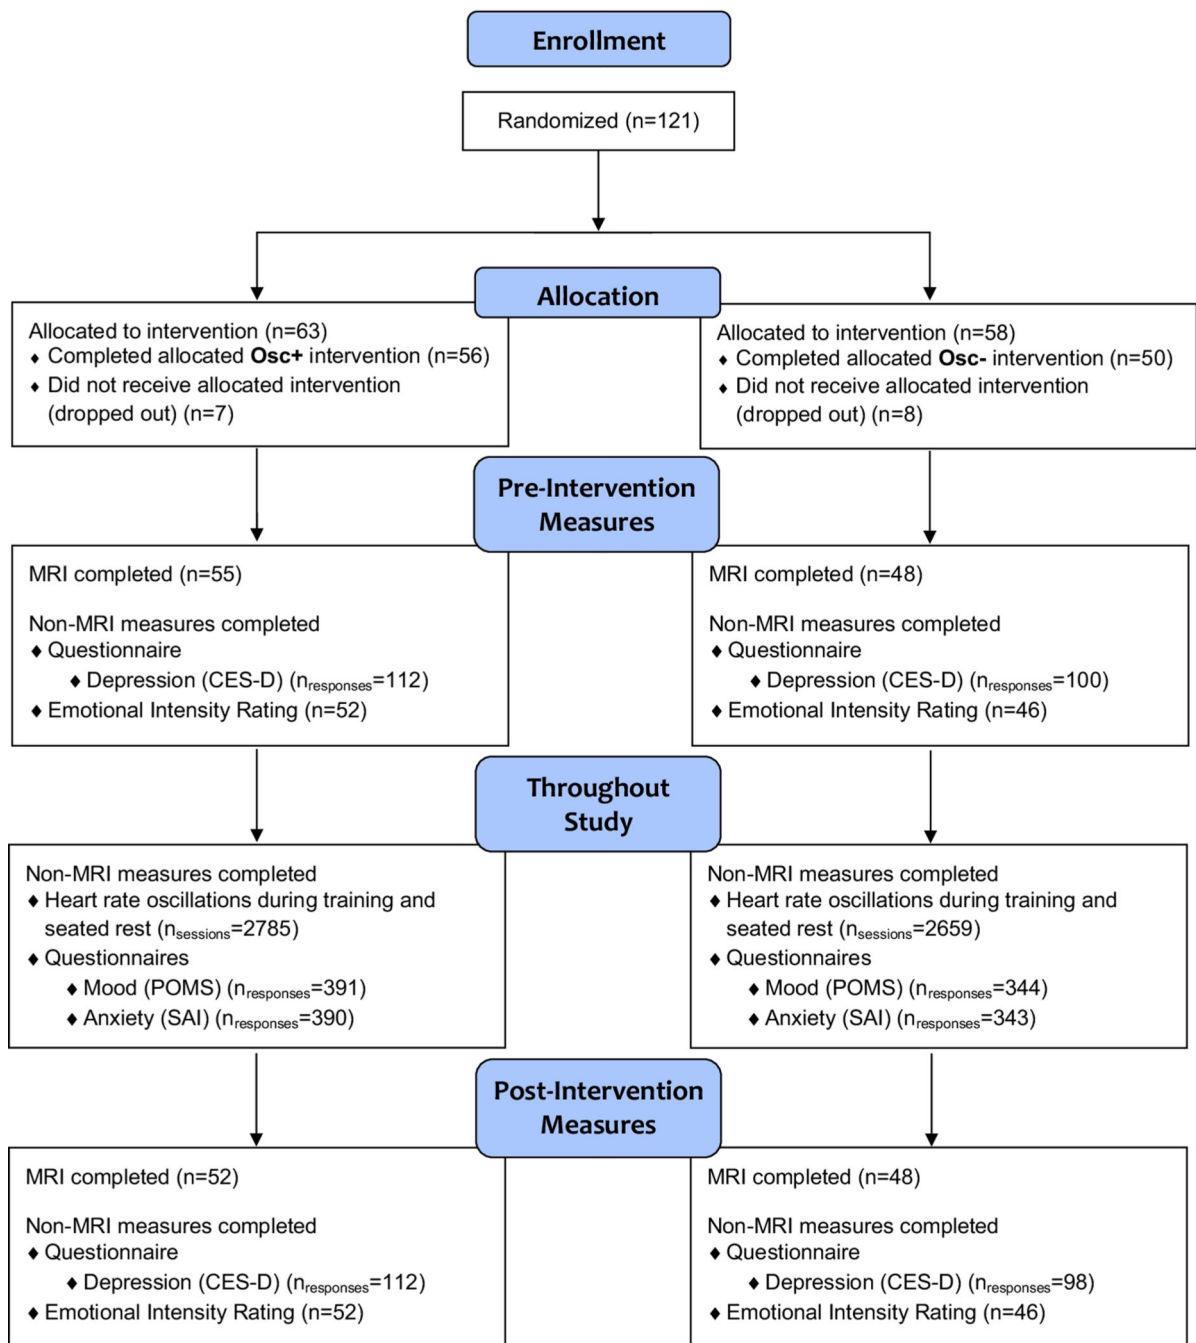 Enrollment
Randomized (n=121)
Allocation
Allocated to intervention (n=63)
♦ Completed allocated Osc+ intervention (n=56)
♦ Did not receive allocated intervention
(dropped out) (n=7)
Allocated to intervention (n=58)
♦ Completed allocated Osc- intervention (n=50)
♦ Did not receive allocated intervention
(dropped out) (n=8)
Pre-Intervention
Measures
MRI completed (n=55)
Non-MRI measures completed
♦ Questionnaire
♦ Depression (CES-D) (nresponses=112)
♦ Emotional Intensity Rating (n=52)
MRI completed (n=48)
Non-MRI measures completed
♦ Questionnaire
♦ Depression (CES-D) (nresponses=100)
♦ Emotional Intensity Rating (n=46)
Throughout
Study
Non-MRI measures completed
♦ Heart rate oscillations during training and
seated rest (nsessions=2785)
♦ Questionnaires
♦ Mood (POMS) (nresponses=391)
♦ Anxiety (SAI) (nresponses=390)
Non-MRI measures completed
♦ Heart rate oscillations during training and
seated rest (nsessions=2659)
♦ Questionnaires
♦ Mood (POMS) (nresponses=344)
♦ Anxiety (SAI) (nresponses=343)
Post-Intervention
Measures
MRI completed (n=52)
Non-MRI measures completed
♦ Questionnaire
♦ Depression (CES-D) (nresponses=112)
♦ Emotional Intensity Rating (n=52)
MRI completed (n=48)
Non-MRI measures completed
♦ Questionnaire
♦ Depression (CES-D) (nresponses=98)
♦ Emotional Intensity Rating (n=46)